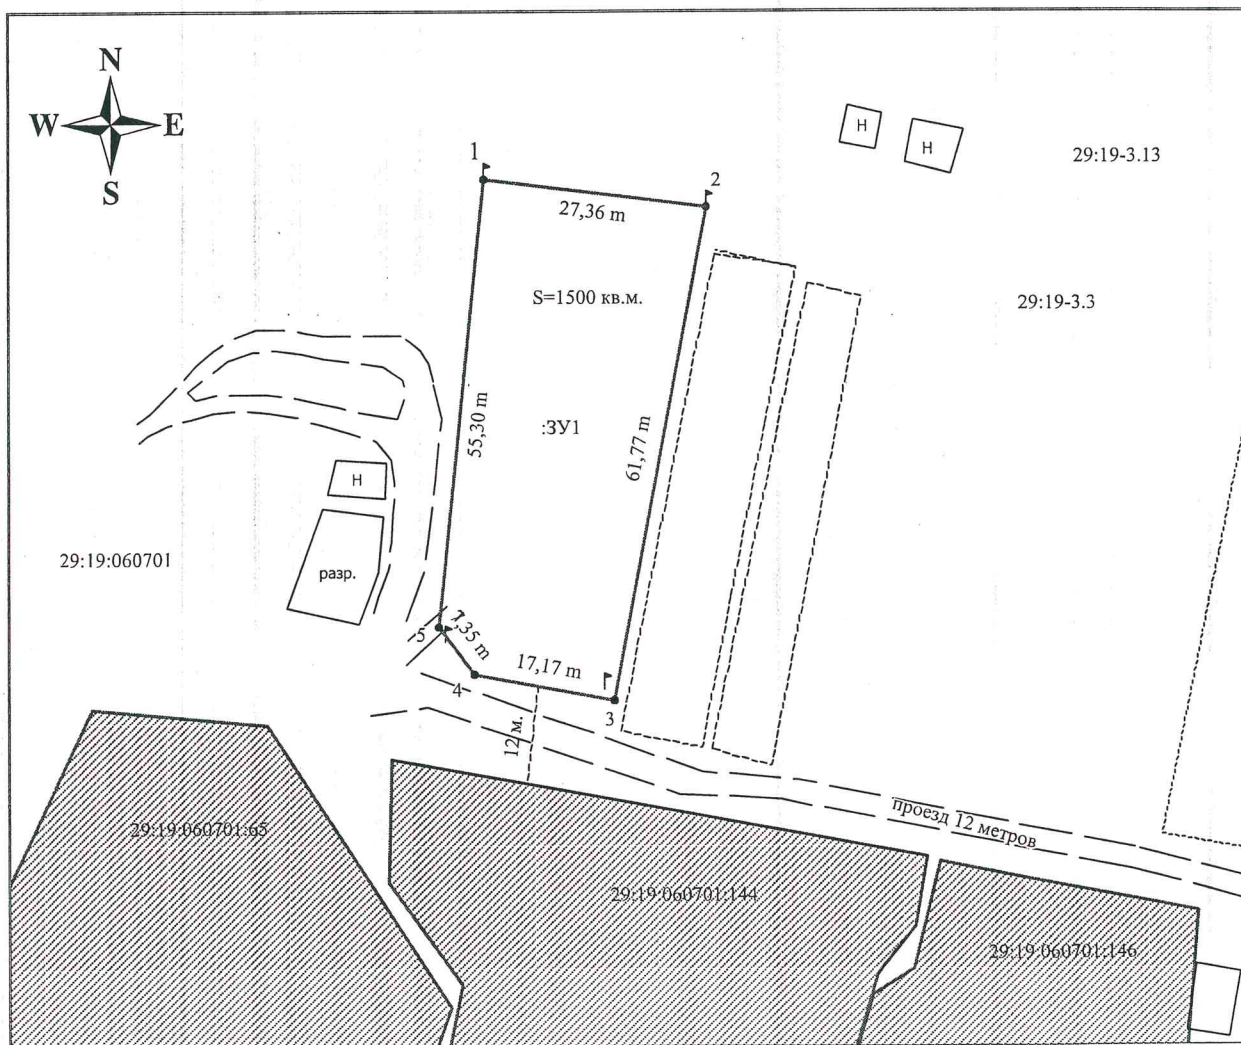 N
W E
S
1
2
27,36 m
H
H
29:19-3.13
S=1500 кв.м.
29:19-3.3
55,30 m
:ЗУ1
61,77 m
H
разр.
29:19:060701
5
7,35 m
4
17,17 m
3
12 м.
проезд 12 метров
29:19:060701:65
29:19:060701:144
29:19:060701:146